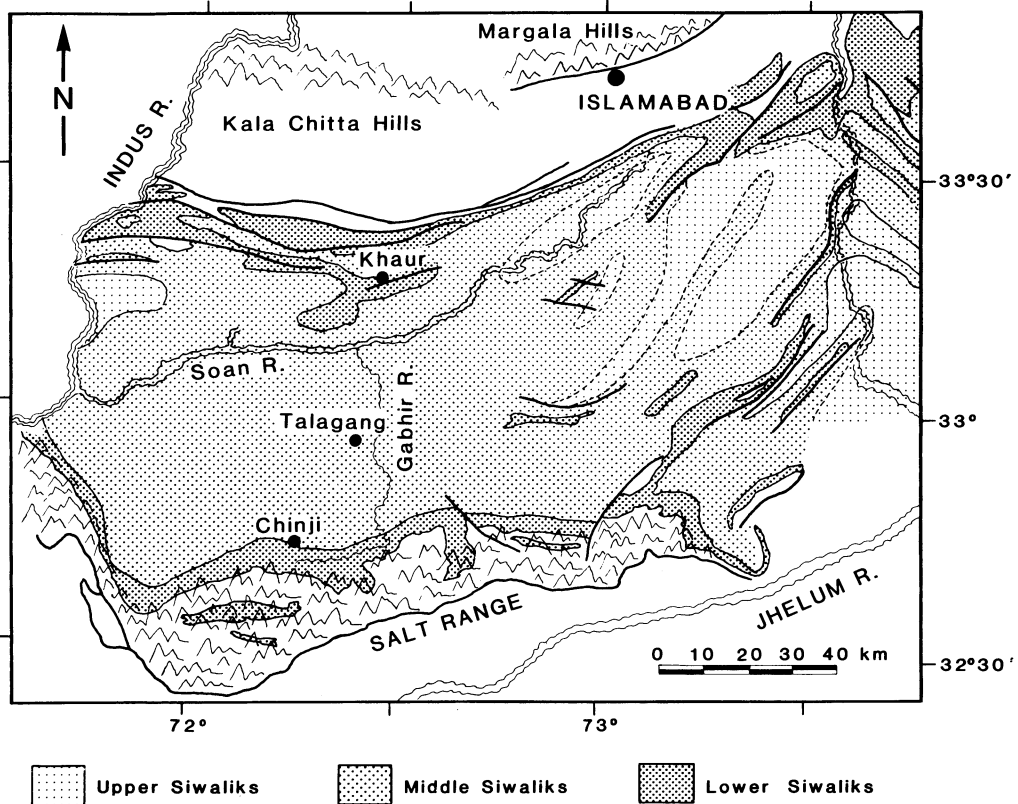 Margala Hills
N
ISLAMABAD
INDUS R.
Kala Chitta Hills
33°30'
Khaur
Soan R.
Gabhir R.
Talagang
33°
Chinji
SALT RANGE
JHELUM R.
0 10 20 30 40 km
32°30'
72° 73°
Upper Siwaliks Middle Siwaliks Lower Siwaliks